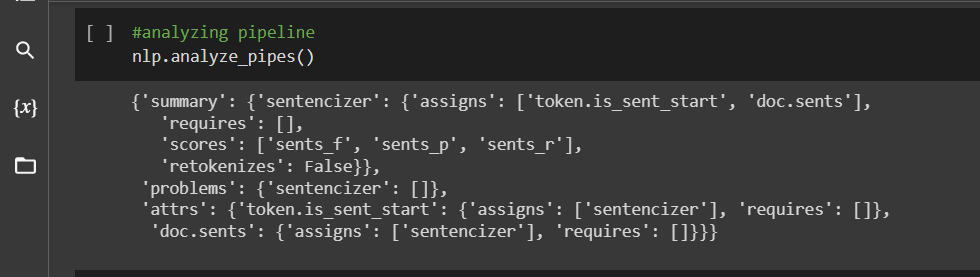 [ ] #analyzing pipeline
nlp.analyze_pipes()
{x}
{'summary': {'sentencizer': {'assigns': ['token.is_sent_start', 'doc.sents'],
'requires': [],
'scores': ['sents_f', 'sents_p', 'sents_r'],
'retokenizes': False}},
'problems': {'sentencizer': []},
'attrs': {'token.is_sent_start': {'assigns': ['sentencizer'], 'requires': []},
'doc.sents': {'assigns': ['sentencizer'], 'requires': []}}}